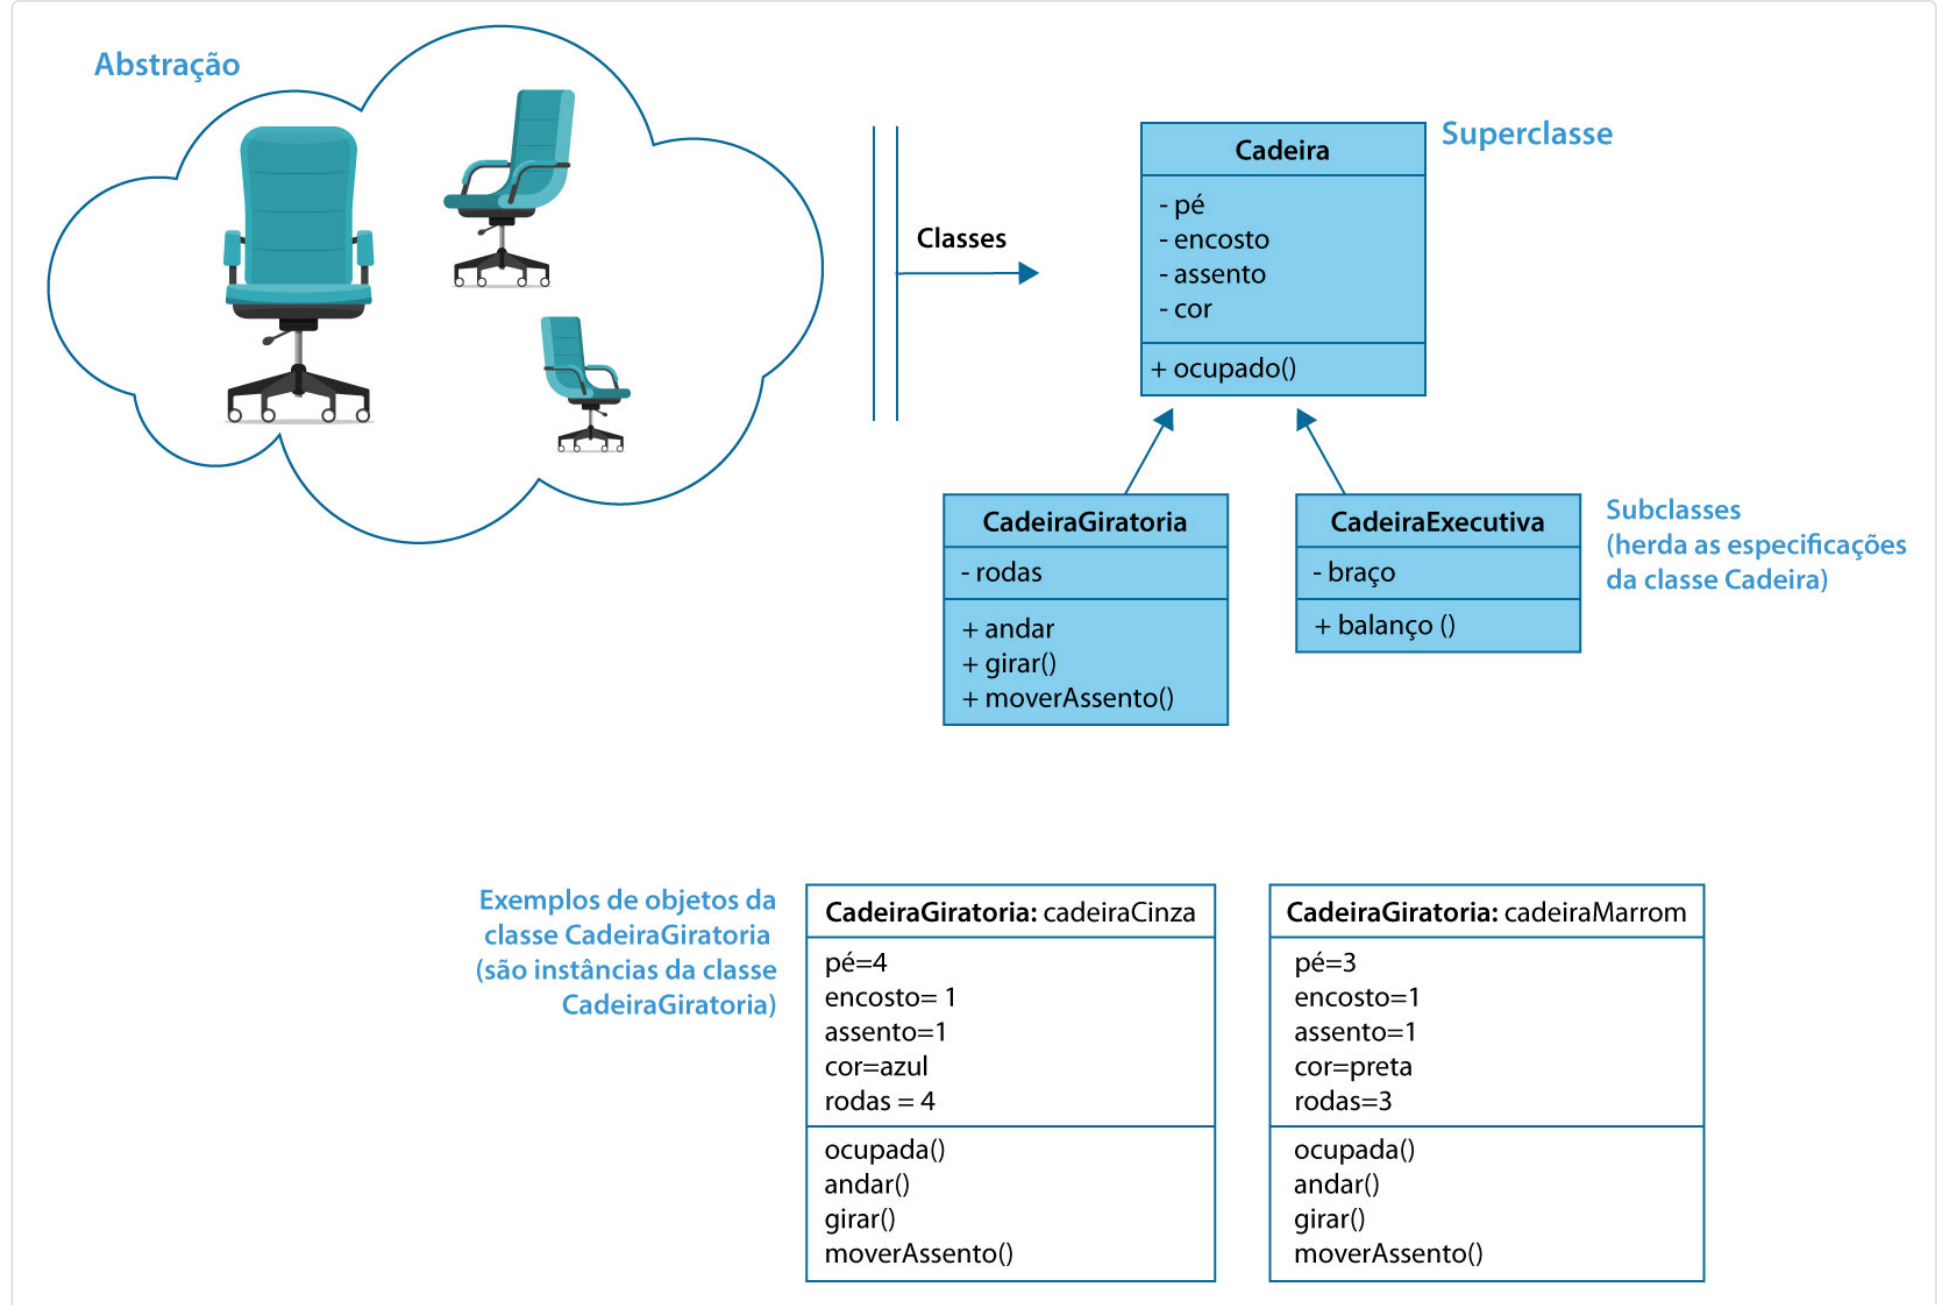 Abstração
Classes
Cadeira
- pé
- encosto
- assento
- cor
+ ocupado()
Superclasse
CadeiraGiratoria
- rodas
+ andar
+ girar()
+ moverAssento()
CadeiraExecutiva
- braço
+ balanço ()
Subclasses
(herda as especificações
da classe Cadeira)
Exemplos de objetos da
classe CadeiraGiratoria
(são instâncias da classe
CadeiraGiratoria)
CadeiraGiratoria: cadeiraCinza
pé=4
encosto= 1
assento=1
cor=azul
rodas = 4
ocupada()
andar()
girar()
moverAssento()
CadeiraGiratoria: cadeiraMarrom
pé=3
encosto=1
assento=1
cor=preta
rodas=3
ocupada()
andar()
girar()
moverAssento()